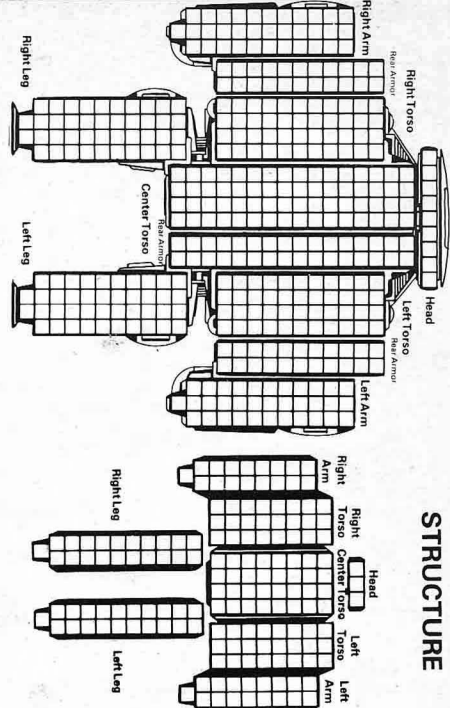 Head
Right Arm
Rear Armor
Right Torso
Center Torso
Rear Armor
Left Torso
Rear Armor
Left Arm
Right Leg
Left Leg
STRUCTURE
Head
Right
Arm
Right
Torso
Center Torso
Left
Torso
Left
Arm
Right Leg
Left Leg